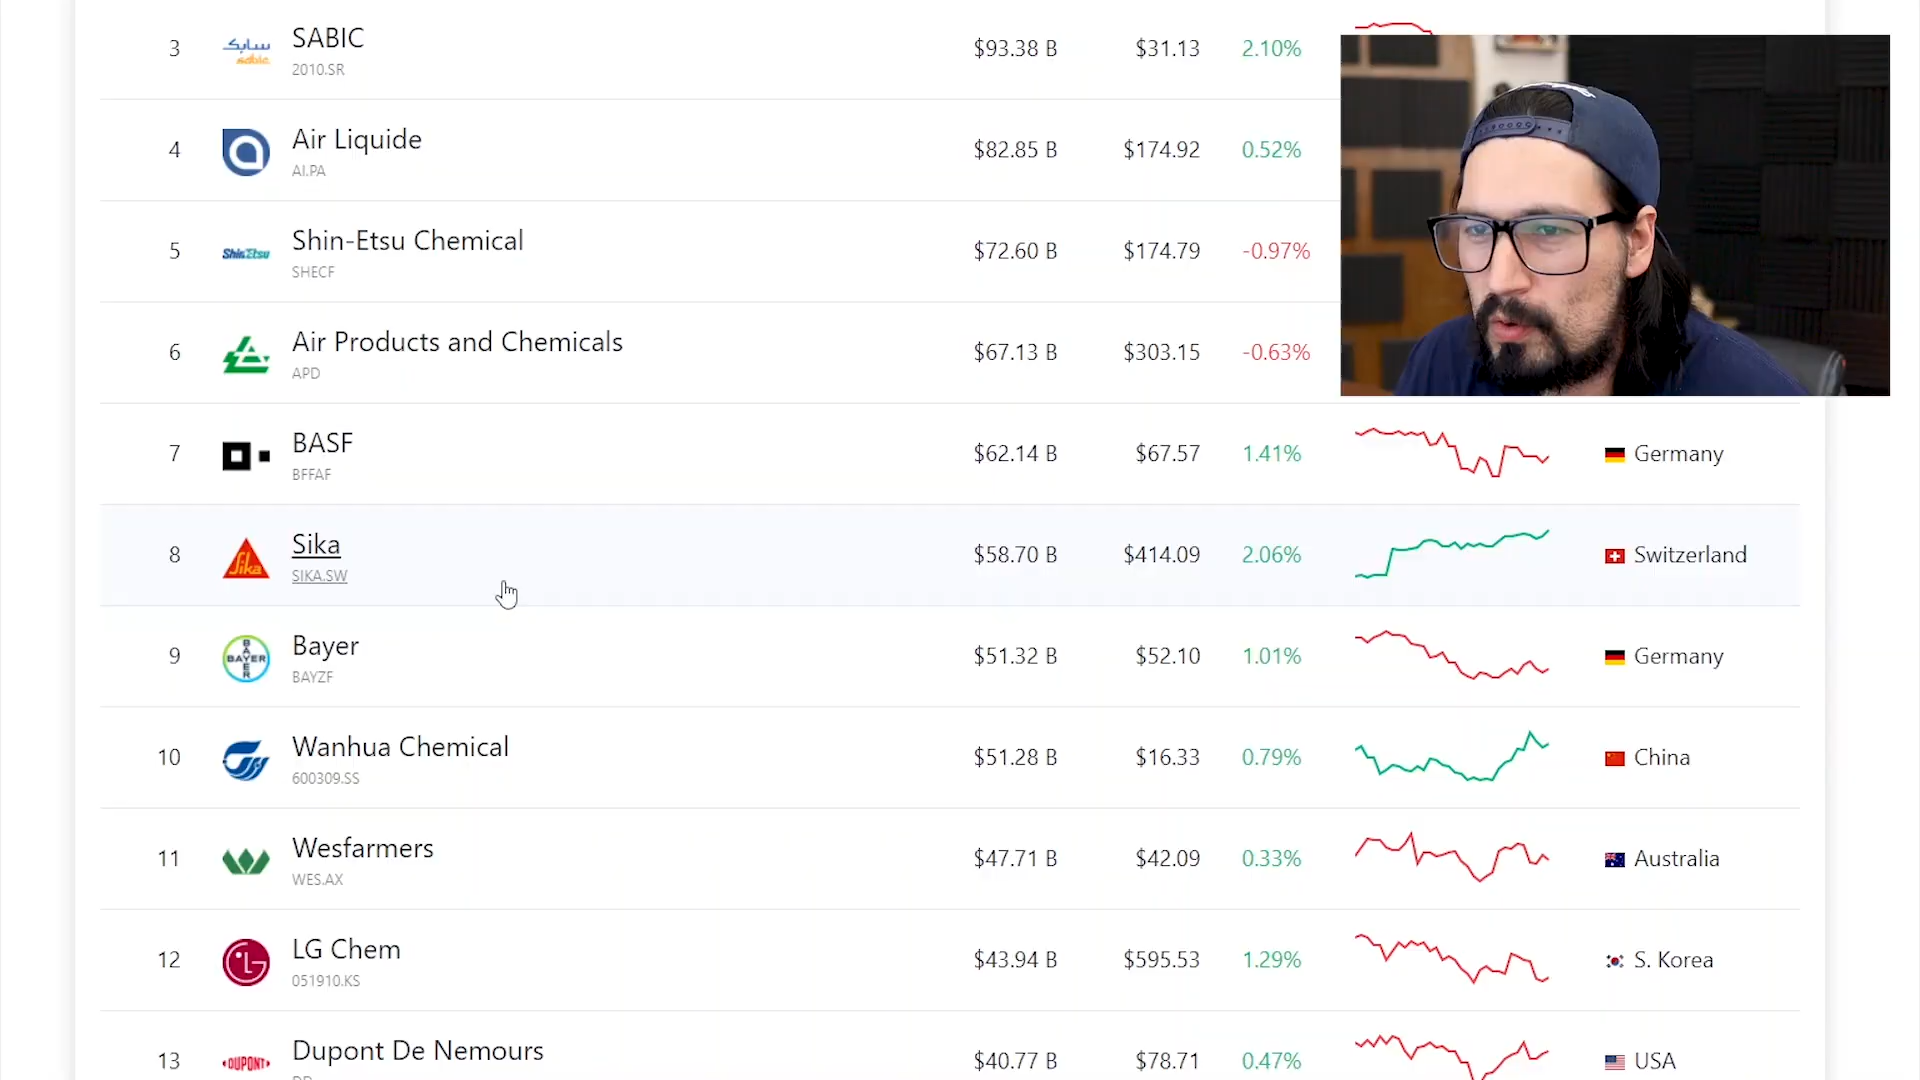 3 سابك sabic SABIC $93.38 B $31.13 2.10%
2010.SR
4 Air Liquide $82.85 B $174.92 0.52%
AI.PA
5 ShinEtsu Shin-Etsu Chemical $72.60 B $174.79 -0.97%
SHECF
6 Air Products and Chemicals $67.13 B $303.15 -0.63%
APD
7 BASF $62.14 B $67.57 1.41% Germany
BFFAF
8 Sika Sika $58.70 B $414.09 2.06% Switzerland
SIKA.SW
9 BAYER BAYER Bayer $51.32 B $52.10 1.01% Germany
BAYZF
10 Wanhua Chemical $51.28 B $16.33 0.79% China
600309.SS
11 Wesfarmers $47.71 B $42.09 0.33% Australia
WES.AX
12 LG LG Chem $43.94 B $595.53 1.29% S. Korea
051910.KS
13 DUPONT Dupont De Nemours $40.77 B $78.71 0.47% USA